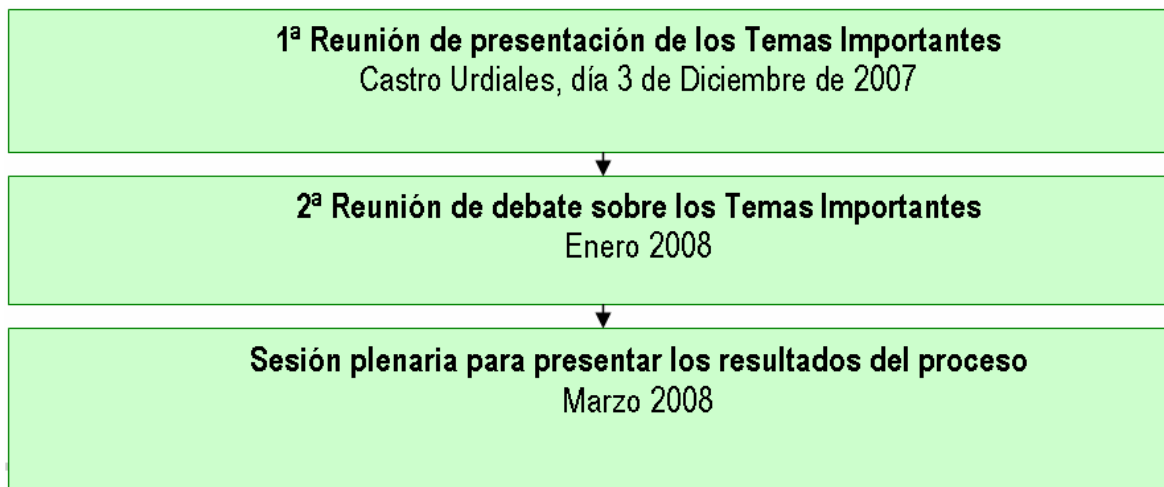 1ª Reunión de presentación de los Temas Importantes
Castro Urdiales, día 3 de Diciembre de 2007
2ª Reunión de debate sobre los Temas Importantes
Enero 2008
Sesión plenaria para presentar los resultados del proceso
Marzo 2008